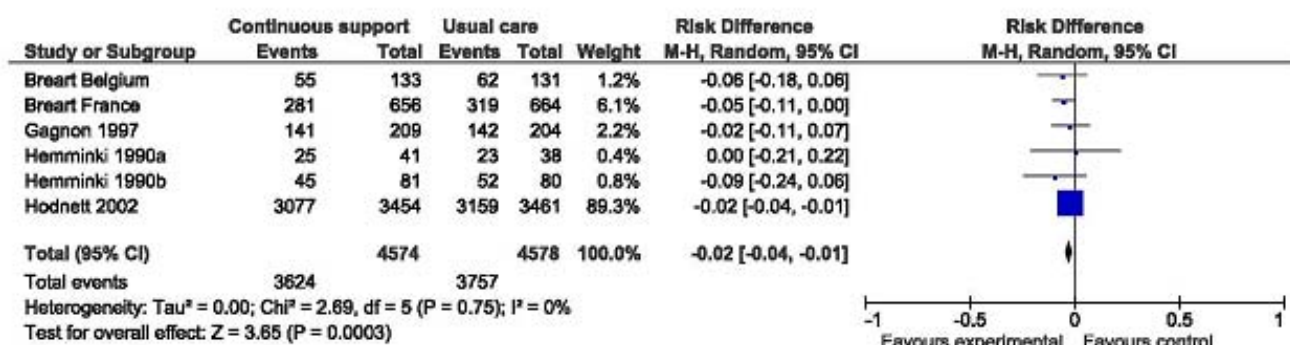 Continuous support Usual care Risk Difference Risk Difference
Study or Subgroup Events Total Events Total Weight M-H, Random, 95% CI M-H, Random, 95% CI
Breart Belgium 55 133 62 131 1.2% -0.06 [-0.18, 0.06]
Breart France 281 656 319 664 6.1% -0.05 [-0.11, 0.00]
Gagnon 1997 141 209 142 204 2.2% -0.02 [-0.11, 0.07]
Hemminki 1990a 25 41 23 38 0.4% 0.00 [-0.21, 0.22]
Hemminki 1990b 45 81 52 80 0.8% -0.09 [-0.24, 0.06]
Hodnett 2002 3077 3454 3159 3461 89.3% -0.02 [-0.04, -0.01]
Total (95% CI) 4574 4578 100.0% -0.02 [-0.04, -0.01]
Total events 3624 3757
Heterogeneity: Tau² = 0.00; Chi² = 2.69, df = 5 (P = 0.75); I² = 0%
Test for overall effect: Z = 3.65 (P = 0.0003)
-1 -0.5 0 0.5 1
Favours experimental Favours control